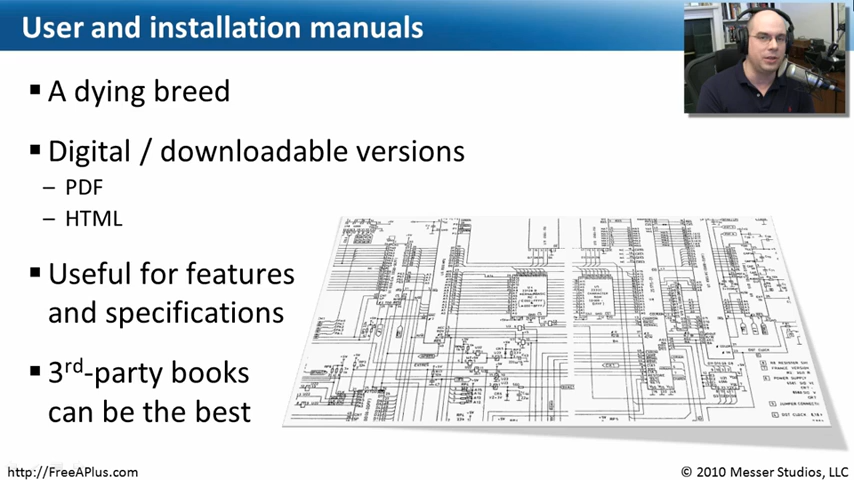 User and installation manuals
▪ A dying breed
▪ Digital / downloadable versions
– PDF
– HTML
▪ Useful for features
and specifications
▪ 3rd-party books
can be the best
http://FreeAPlus.com
© 2010 Messer Studios, LLC